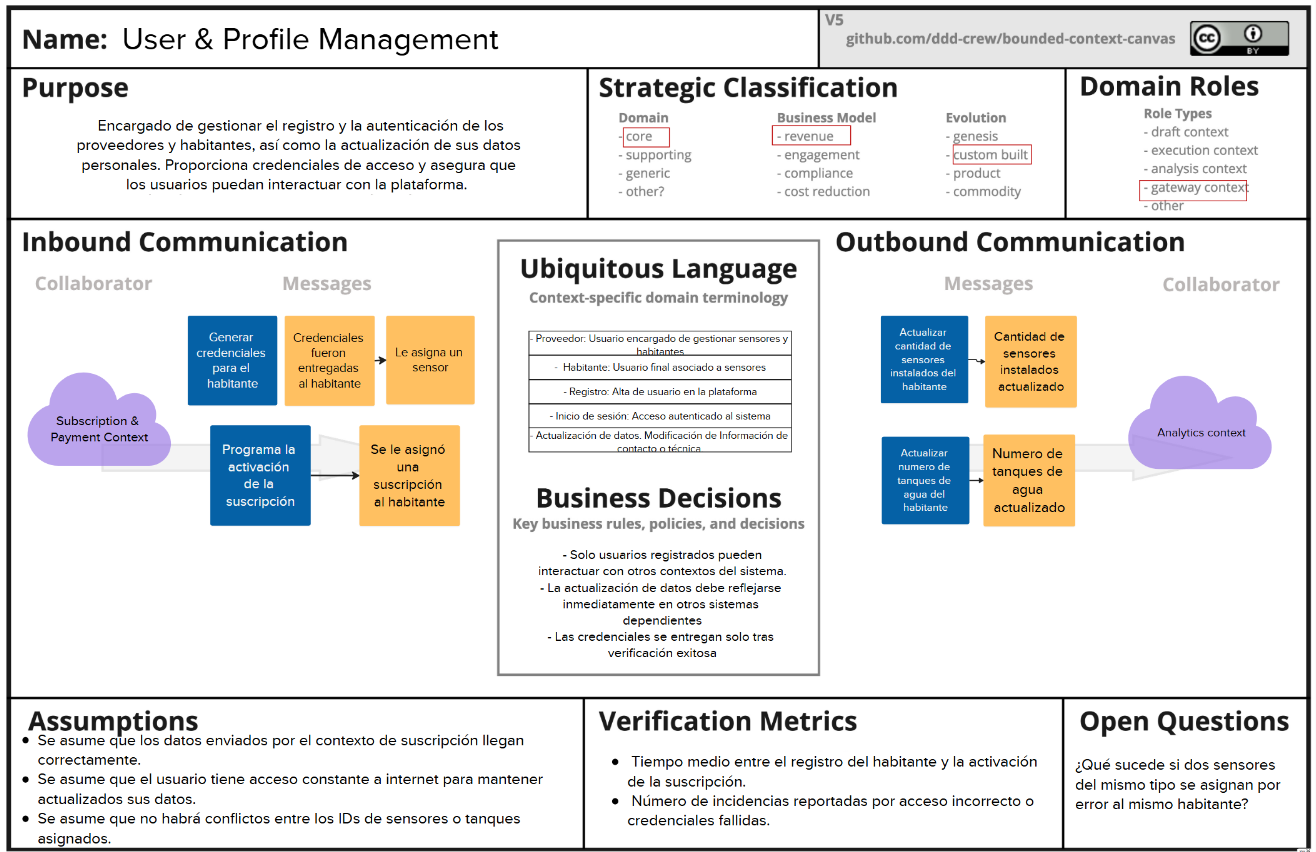 Name: User & Profile Management
V5
github.com/ddd-crew/bounded-context-canvas
cc
BY
Purpose
Encargado de gestionar el registro y la autenticación de los
proveedores y habitantes, así como la actualización de sus datos
personales. Proporciona credenciales de acceso y asegura que
los usuarios puedan interactuar con la plataforma.
Strategic Classification
Domain
- core
- supporting
- generic
- other?
Business Model
- revenue
- engagement
- compliance
- cost reduction
Evolution
- genesis
- custom built
- product
- commodity
Domain Roles
Role Types
- draft context
- execution context
- analysis context
- gateway context
- other
Inbound Communication
Collaborator
Messages
Subscription &
Payment Context
Generar
credenciales
para el
habitante
Credenciales
fueron
entregadas
al habitante
Le asigna un
sensor
Programa la
activación
de la
suscripción
Se le asignó
una
suscripción
al habitante
Ubiquitous Language
Context-specific domain terminology
- Proveedor: Usuario encargado de gestionar sensores y
habitantes
- Habitante: Usuario final asociado a sensores
- Registro: Alta de usuario en la plataforma
- Inicio de sesión: Acceso autenticado al sistema
- Actualización de datos. Modificación de Información de
contacto o técnica
Business Decisions
Key business rules, policies, and decisions
- Solo usuarios registrados pueden
interactuar con otros contextos del sistema.
- La actualización de datos debe reflejarse
inmediatamente en otros sistemas
dependientes
- Las credenciales se entregan solo tras
verificación exitosa
Outbound Communication
Messages
Collaborator
Actualizar
cantidad de
sensores
instalados del
habitante
Cantidad de
sensores
instalados
actualizado
Actualizar
numero de
tanques de
agua del
habitante
Numero de
tanques de
agua
actualizado
Analytics context
Assumptions
• Se asume que los datos enviados por el contexto de suscripción llegan
correctamente.
• Se asume que el usuario tiene acceso constante a internet para mantener
actualizados sus datos.
• Se asume que no habrá conflictos entre los IDs de sensores o tanques
asignados.
Verification Metrics
• Tiempo medio entre el registro del habitante y la activación
de la suscripción.
• Número de incidencias reportadas por acceso incorrecto o
credenciales fallidas.
Open Questions
¿Qué sucede si dos sensores
del mismo tipo se asignan por
error al mismo habitante?